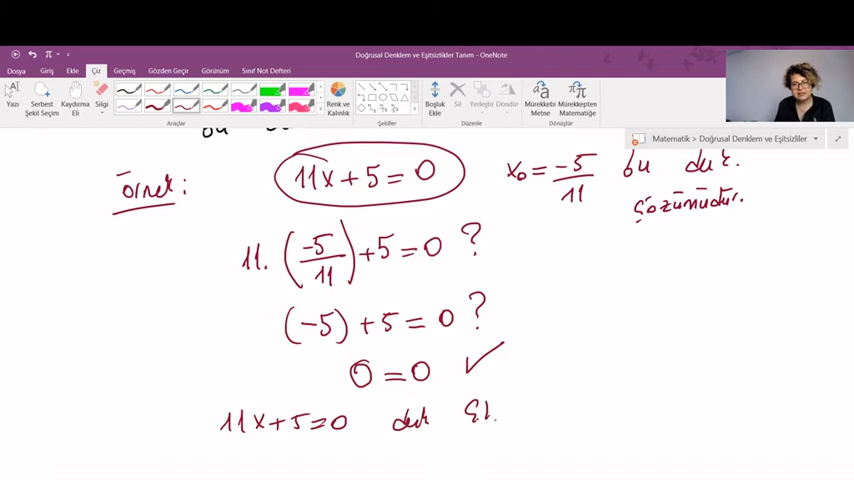 Doğrusal Denklem ve Eşitsizlikler Tanım - OneNote
Dosya Giriş Ekle Çiz Geçmiş Gözden Geçir Görünüm Sınıf Not Defteri
Yazı Serbest Şekil Seçim Kaydırma Eli Silgi Renk ve Kalınlık Boşluk Ekle Sil Yerleştir Döndür Mürekkebi Metne Mürekkepten Matematiğe
Araçlar Şekiller Düzenle Dönüştür
Matematik > Doğrusal Denklem ve Eşitsizlikler
örnek: 11x+5=0 x₀ = -5/11 bu denk.
çözümüdür.
11. (-5/11) +5=0 ?
(-5) +5=0 ?
0=0 ✓
11x+5=0 denk